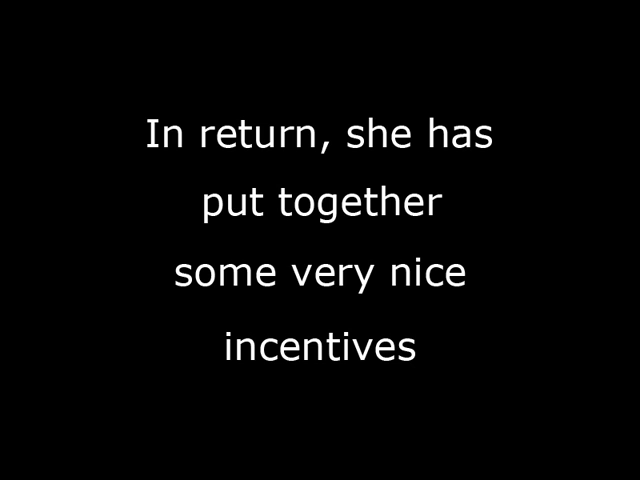 In return, she has
put together
some very nice
incentives